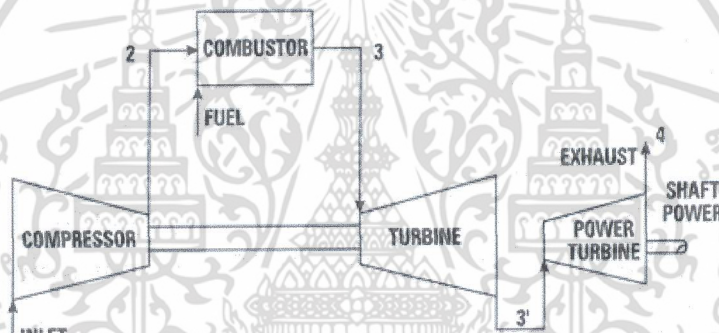 2
COMBUSTOR
3
FUEL
4
EXHAUST
SHAFT
POWER
COMPRESSOR
TURBINE
POWER
TURBINE
INLET
3'